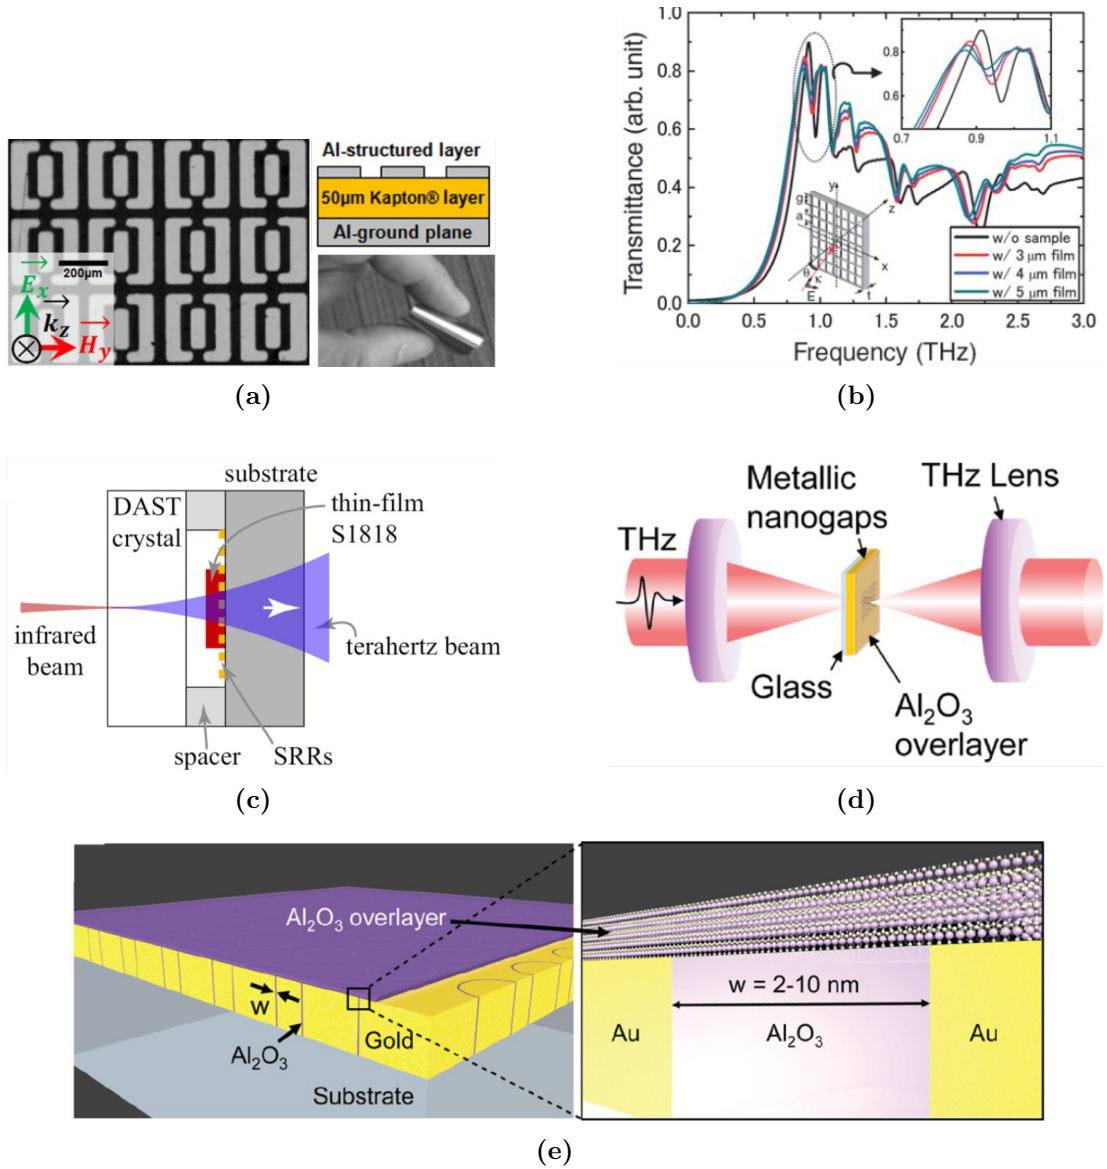 Al-structured layer
50μm Kapton® layer
Al-ground plane
200μm
E_x
k_z
H_y
(a)
Transmittance (arb. unit)
1.0
0.8
0.6
0.4
0.2
0.0
0.0
0.5
1.0
1.5
2.0
2.5
3.0
Frequency (THz)
0.8
0.6
0.7
0.9
1.1
g
a
y
z
x
θ
κ
E
t
w/o sample
w/ 3 μm film
w/ 4 μm film
w/ 5 μm film
(b)
substrate
DAST
crystal
thin-film
S1818
infrared
beam
terahertz beam
spacer
SRRs
(c)
Metallic
nanogaps
THz Lens
THz
Glass
Al₂O₃
overlayer
(d)
Al₂O₃ overlayer
w
Al₂O₃
Gold
Substrate
w = 2-10 nm
Au
Al₂O₃
Au
(e)